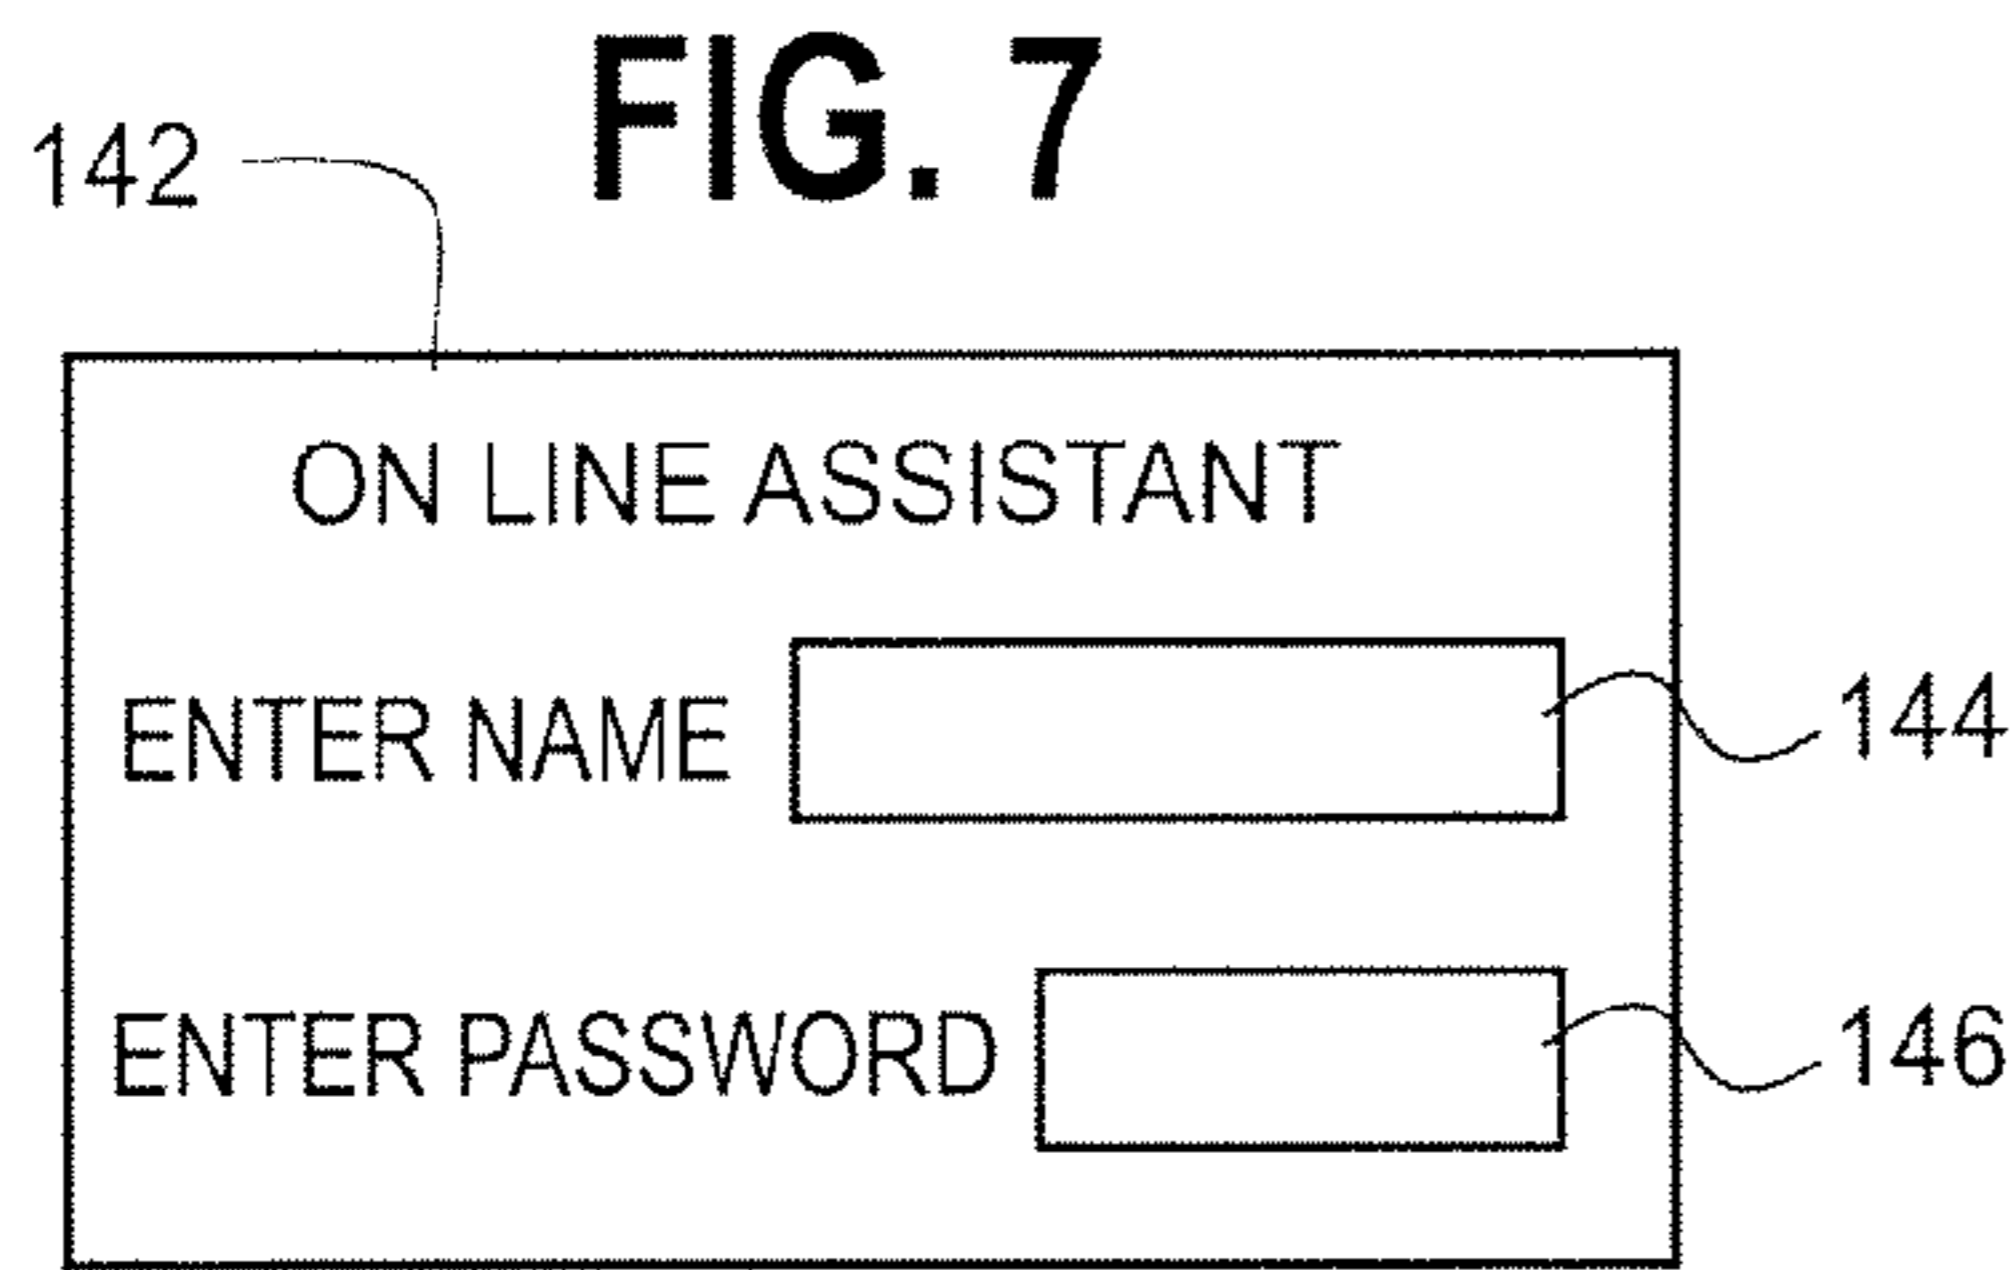 FIG. 7
142
ON LINE ASSISTANT
ENTER NAME
144
ENTER PASSWORD
146